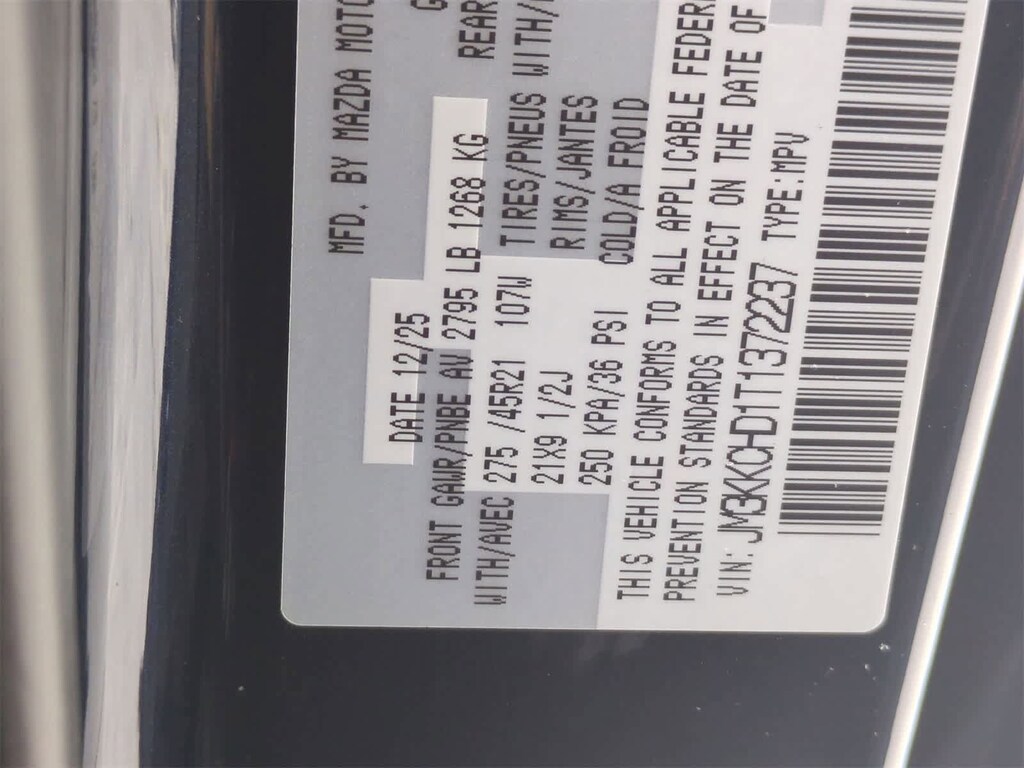 MFD. BY MAZDA MOTO
DATE 12/25
FRONT GAWR/PNBE AV 2795 LB 1268 KG
REAR
WITH/AVEC 275 /45R21 107W
TIRES/PNEUS WITH/
21X9 1/2J RIMS/JANTES
250 KPA/36 PSI COLD/A FROID
THIS VEHICLE CONFORMS TO ALL APPLICABLE FEDER
PREVENTION STANDARDS IN EFFECT ON THE DATE OF
VIN: JM3KKCHD1T1372237 TYPE:MPV